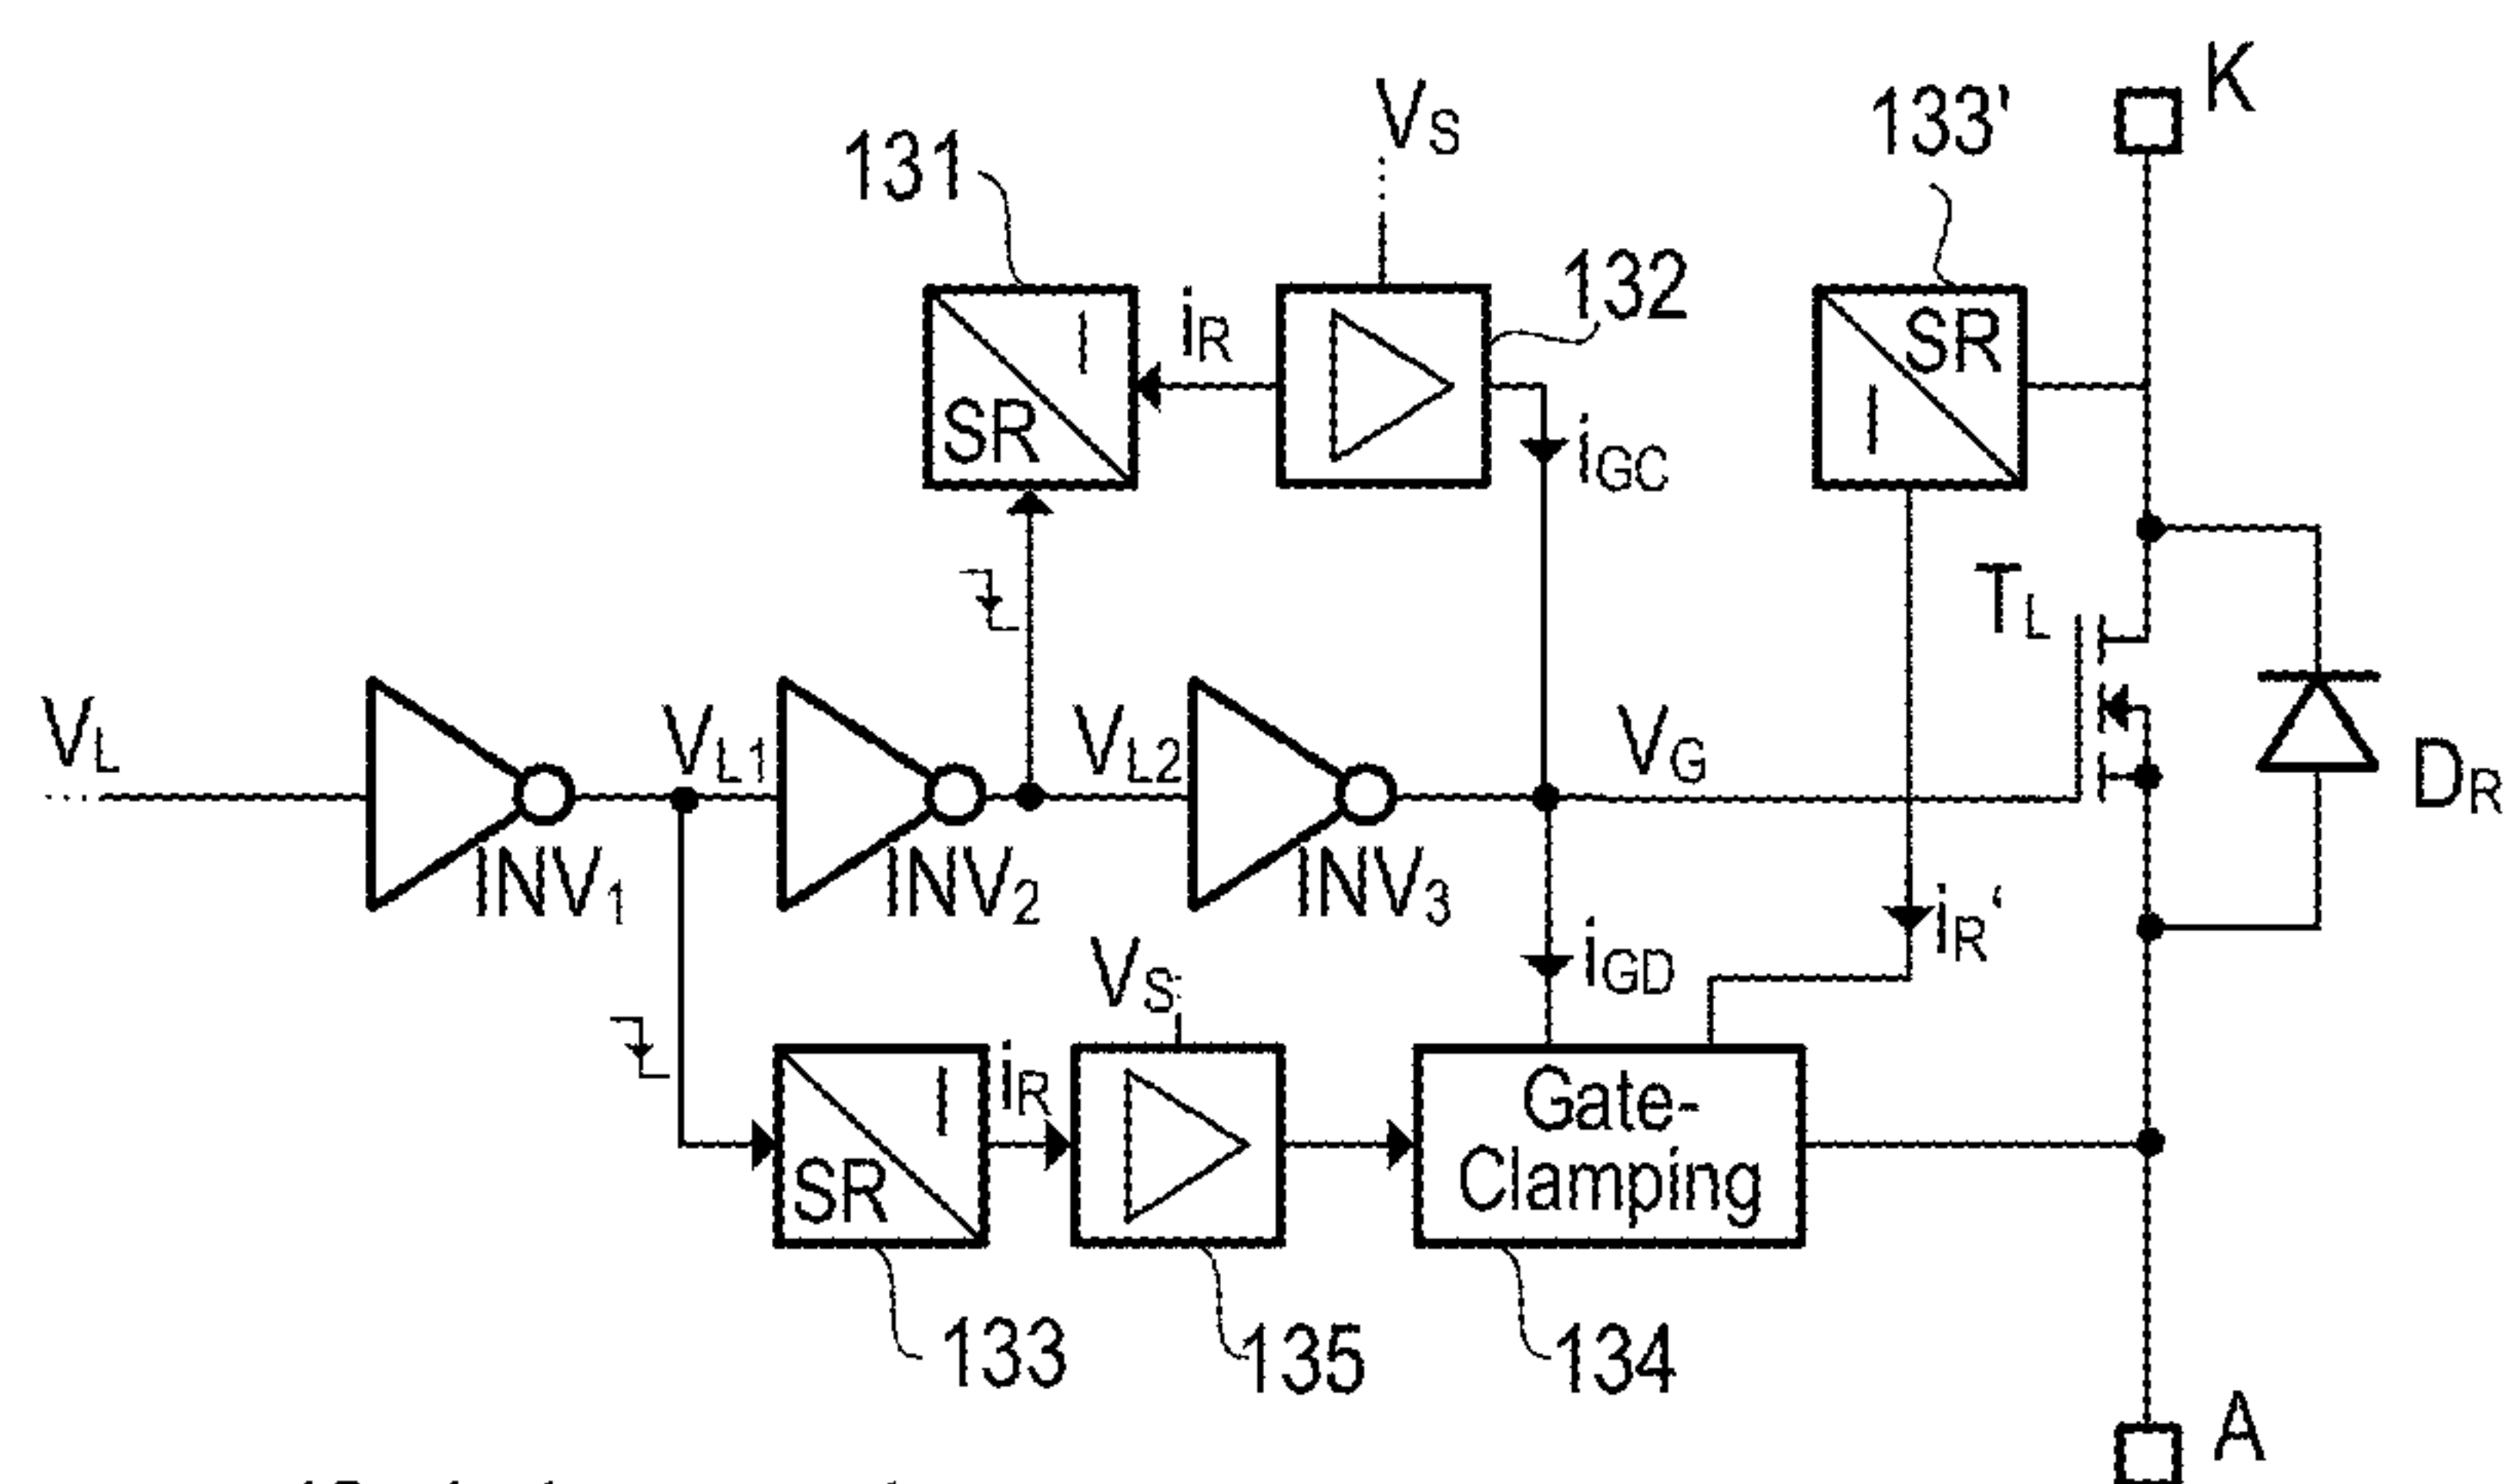 K
VS
133'
131
132
SR
I
iR
I
SR
iGC
TL
VL
VL1
VL2
VG
DR
INV1
INV2
INV3
iGD
iR‘
VS
I
SR
iR
Gate-
Clamping
133
135
134
A